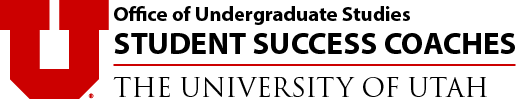 Office of Undergraduate Studies
STUDENT SUCCESS COACHES
THE UNIVERSITY OF UTAH